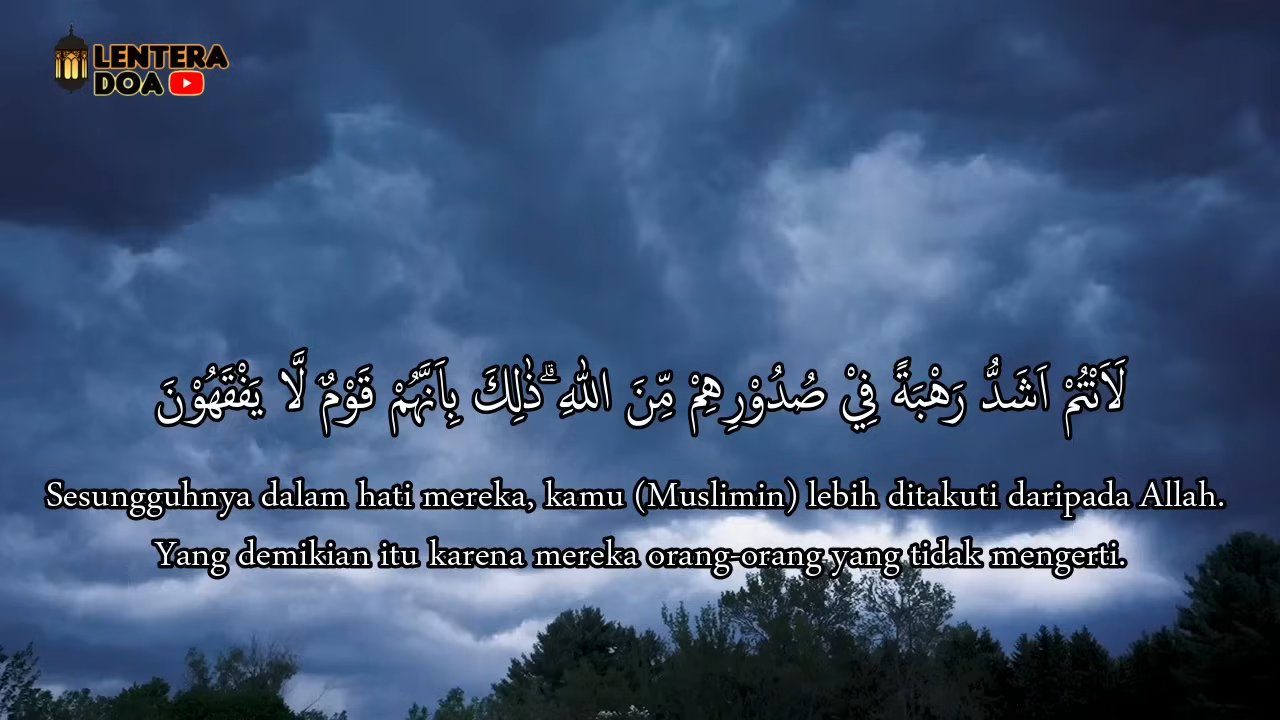 LENTERA
DOA
لَاَنْتُمْ اَشَدُّ رَهْبَةً فِيْ صُدُوْرِهِمْ مِّنَ اللّٰهِ ۗذٰلِكَ بِاَنَّهُمْ قَوْمٌ لَّا يَفْقَهُوْنَ
Sesungguhnya dalam hati mereka, kamu (Muslimin) lebih ditakuti daripada Allah.
Yang demikian itu karena mereka orang-orang yang tidak mengerti.